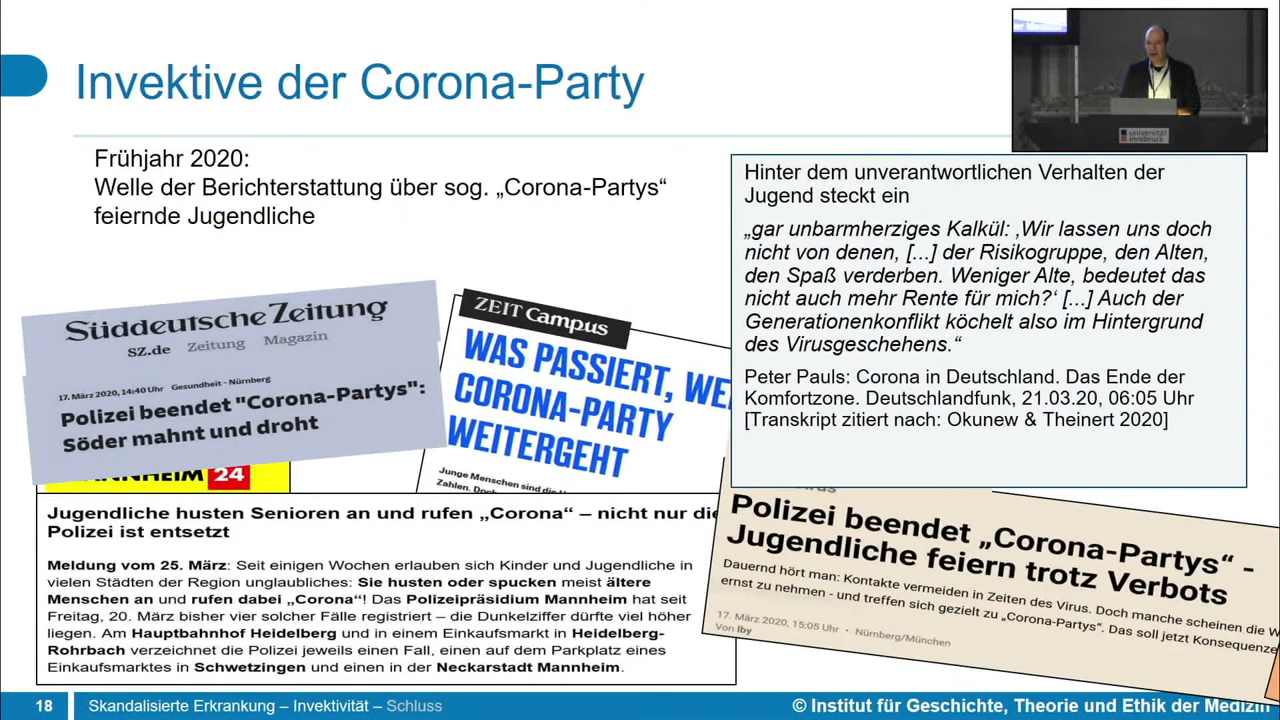 Invektive der Corona-Party
universität
innsbruck
Frühjahr 2020:
Welle der Berichterstattung über sog. „Corona-Partys“
feiernde Jugendliche
Hinter dem unverantwortlichen Verhalten der
Jugend steckt ein
„gar unbarmherziges Kalkül: ‚Wir lassen uns doch
nicht von denen, [...] der Risikogruppe, den Alten,
den Spaß verderben. Weniger Alte, bedeutet das
nicht auch mehr Rente für mich?‘ [...] Auch der
Generationenkonflikt köchelt also im Hintergrund
des Virusgeschehens.“
Peter Pauls: Corona in Deutschland. Das Ende der
Komfortzone. Deutschlandfunk, 21.03.20, 06:05 Uhr
[Transkript zitiert nach: Okunew & Theinert 2020]
Süddeutsche Zeitung
SZ.de Zeitung Magazin
17. März 2020, 14:40 Uhr Gesundheit - Nürnberg
Polizei beendet "Corona-Partys":
Söder mahnt und droht
ZEIT Campus
WAS PASSIERT, WE
CORONA-PARTY
WEITERGEHT
Junge Menschen sind die
Zahlen. Doch
24
Jugendliche husten Senioren an und rufen „Corona“ – nicht nur die
Polizei ist entsetzt
Meldung vom 25. März: Seit einigen Wochen erlauben sich Kinder und Jugendliche in
vielen Städten der Region unglaubliches: Sie husten oder spucken meist ältere
Menschen an und rufen dabei „Corona“! Das Polizeipräsidium Mannheim hat seit
Freitag, 20. März bisher vier solcher Fälle registriert – die Dunkelziffer dürfte viel höher
liegen. Am Hauptbahnhof Heidelberg und in einem Einkaufsmarkt in Heidelberg-
Rohrbach verzeichnet die Polizei jeweils einen Fall, einen auf dem Parkplatz eines
Einkaufsmarktes in Schwetzingen und einen in der Neckarstadt Mannheim.
Polizei beendet „Corona-Partys“ -
Jugendliche feiern trotz Verbots
Dauernd hört man: Kontakte vermeiden in Zeiten des Virus. Doch manche scheinen die W
ernst zu nehmen - und treffen sich gezielt zu „Corona-Partys“. Das soll jetzt Konsequenze
17. März 2020, 15:05 Uhr • Nürnberg/München
Von lby
18 Skandalisierte Erkrankung – Invektivität – Schluss
© Institut für Geschichte, Theorie und Ethik der Medizin